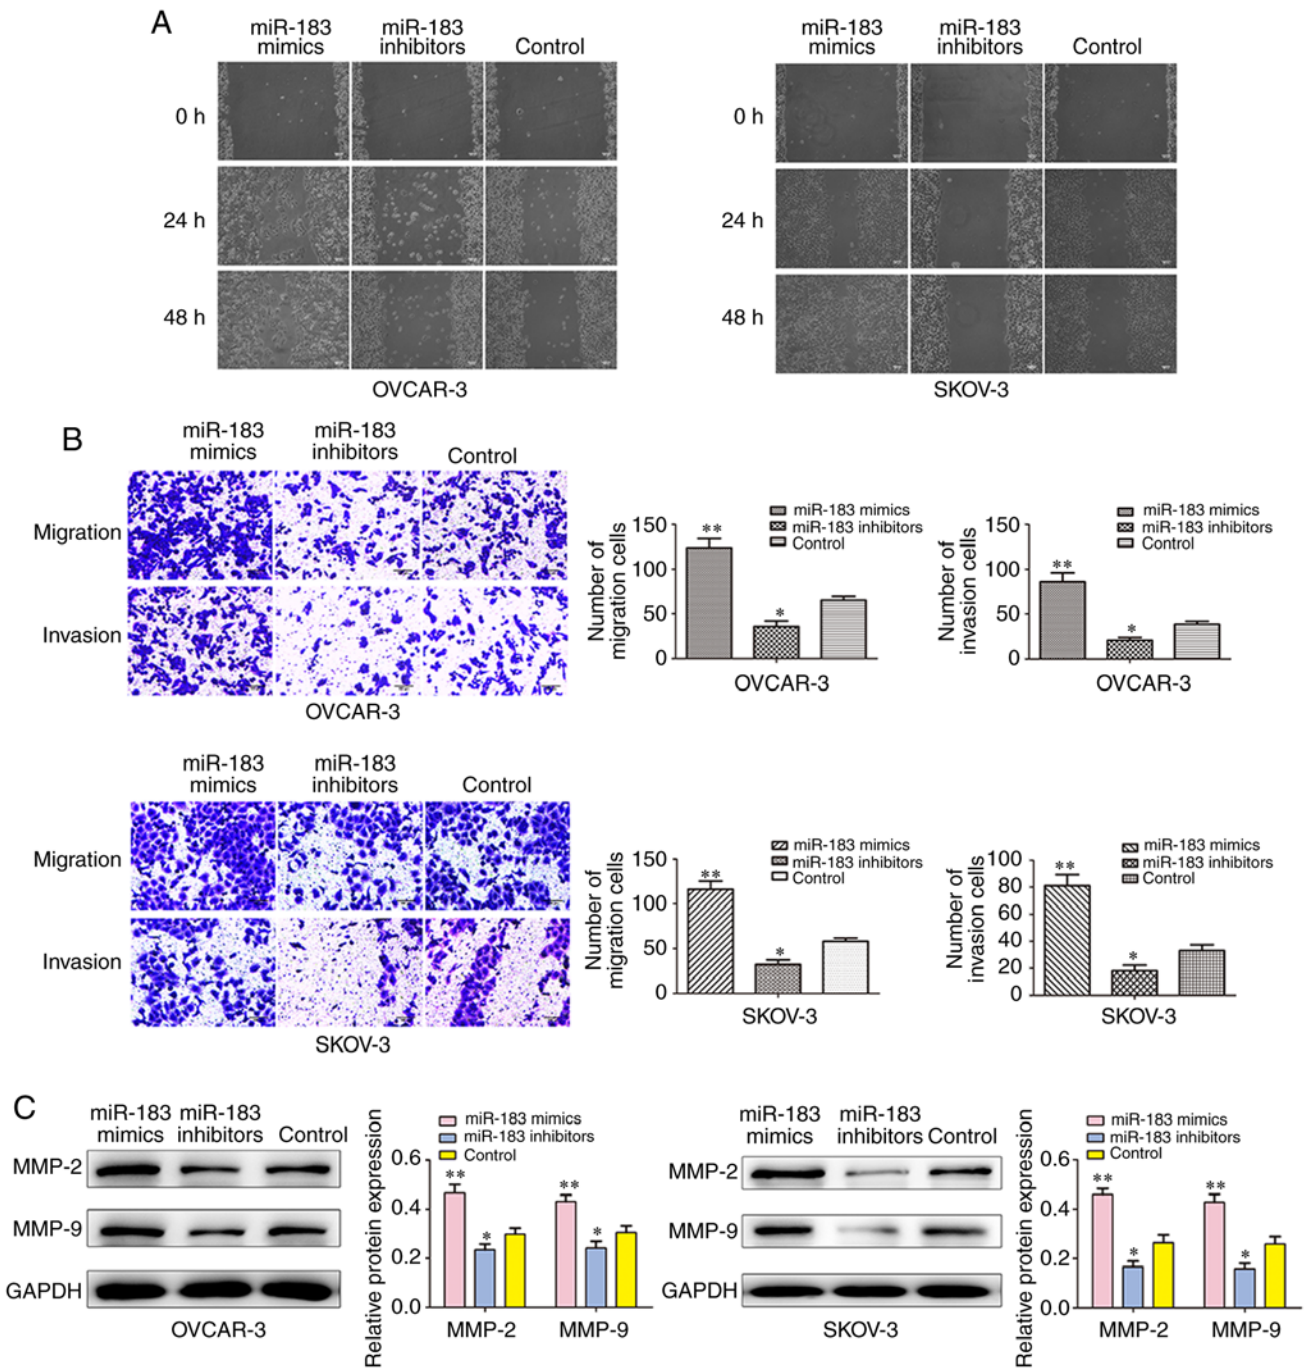 A
miR-183
mimics
miR-183
inhibitors
Control
miR-183
mimics
miR-183
inhibitors
Control
0 h
24 h
48 h
OVCAR-3
0 h
24 h
48 h
SKOV-3
B
miR-183
mimics
miR-183
inhibitors
Control
Migration
Invasion
OVCAR-3
Number of
migration cells
150
100
50
0
**
*
miR-183 mimics
miR-183 inhibitors
Control
OVCAR-3
Number of
invasion cells
150
100
50
0
**
*
miR-183 mimics
miR-183 inhibitors
Control
OVCAR-3
miR-183
mimics
miR-183
inhibitors
Control
Migration
Invasion
SKOV-3
Number of
migration cells
150
100
50
0
**
*
miR-183 mimics
miR-183 inhibitors
Control
SKOV-3
Number of
invasion cells
100
80
60
40
20
0
**
*
miR-183 mimics
miR-183 inhibitors
Control
SKOV-3
C
miR-183
mimics
miR-183
inhibitors
Control
MMP-2
MMP-9
GAPDH
OVCAR-3
Relative protein expression
0.6
0.4
0.2
0.0
miR-183 mimics
miR-183 inhibitors
Control
**
*
**
*
MMP-2
MMP-9
miR-183
mimics
miR-183
inhibitors
Control
MMP-2
MMP-9
GAPDH
SKOV-3
Relative protein expression
0.6
0.4
0.2
0.0
miR-183 mimics
miR-183 inhibitors
Control
**
*
**
*
MMP-2
MMP-9